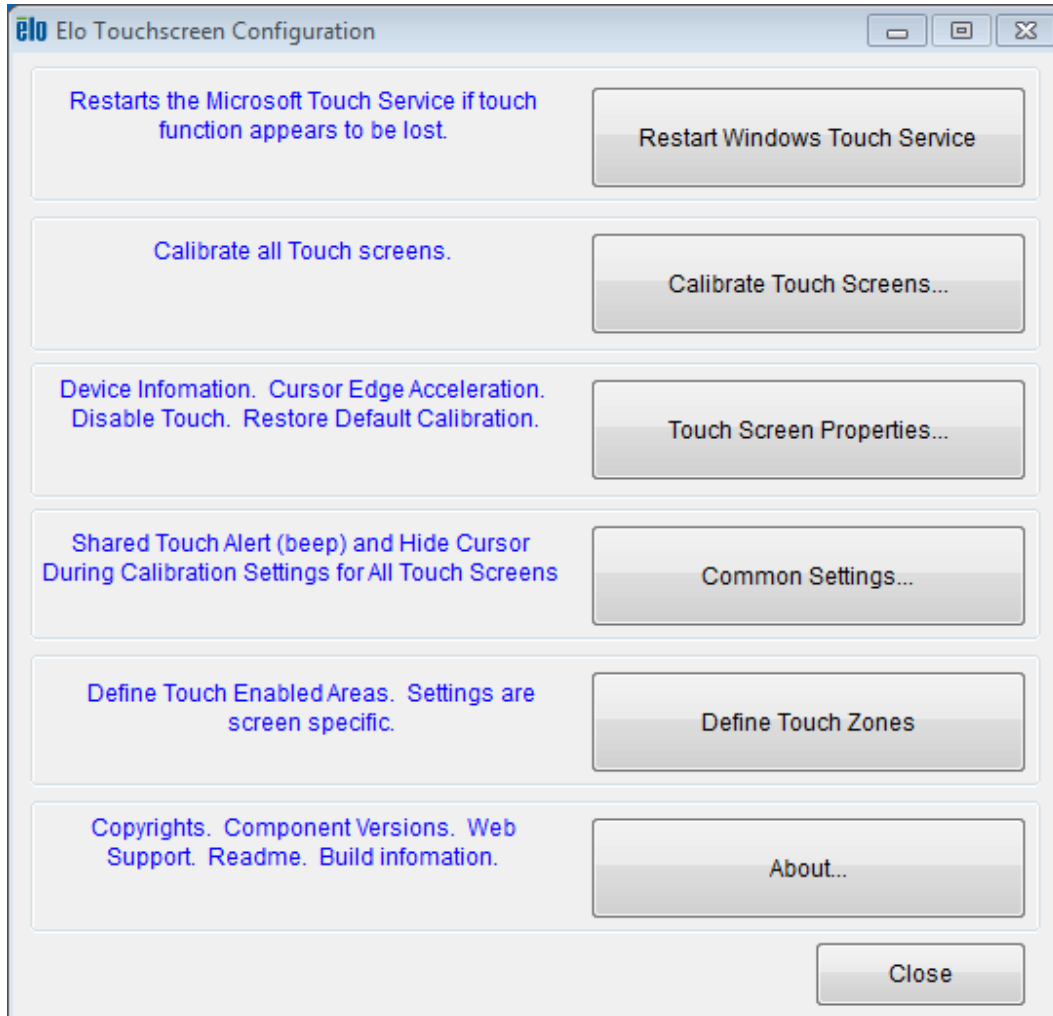 elo Elo Touchscreen Configuration
Restarts the Microsoft Touch Service if touch
function appears to be lost.
Restart Windows Touch Service
Calibrate all Touch screens.
Calibrate Touch Screens...
Device Infomation.  Cursor Edge Acceleration.
Disable Touch.  Restore Default Calibration.
Touch Screen Properties...
Shared Touch Alert (beep) and Hide Cursor
During Calibration Settings for All Touch Screens
Common Settings...
Define Touch Enabled Areas.  Settings are
screen specific.
Define Touch Zones
Copyrights.  Component Versions.  Web
Support.  Readme.  Build infomation.
About...
Close